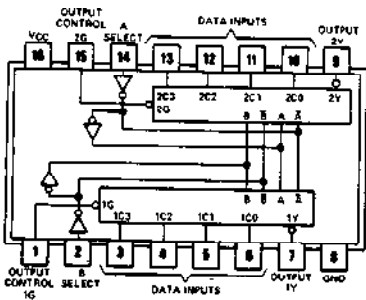 OUTPUT CONTROL 2G
A SELECT
DATA INPUTS
OUTPUT 2Y
VCC
16 15 14 13 12 11 10 9
2C3 2C2 2C1 2C0 2Y
2G
B B̅ A A̅
B B̅ A A̅
1G
1C3 1C2 1C1 1C0 1Y
1 2 3 4 5 6 7 8
OUTPUT CONTROL 1G
B SELECT
DATA INPUTS
OUTPUT 1Y
GND